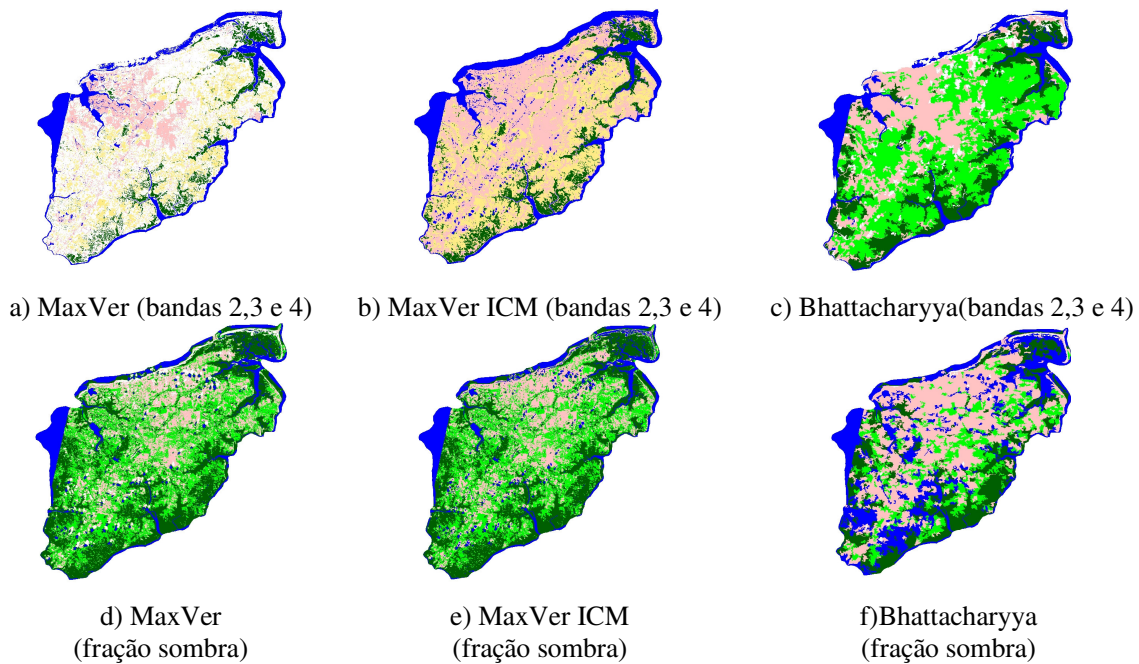 a) MaxVer (bandas 2,3 e 4)
b) MaxVer ICM (bandas 2,3 e 4)
c) Bhattacharyya(bandas 2,3 e 4)
d) MaxVer
(fração sombra)
e) MaxVer ICM
(fração sombra)
f)Bhattacharyya
(fração sombra)